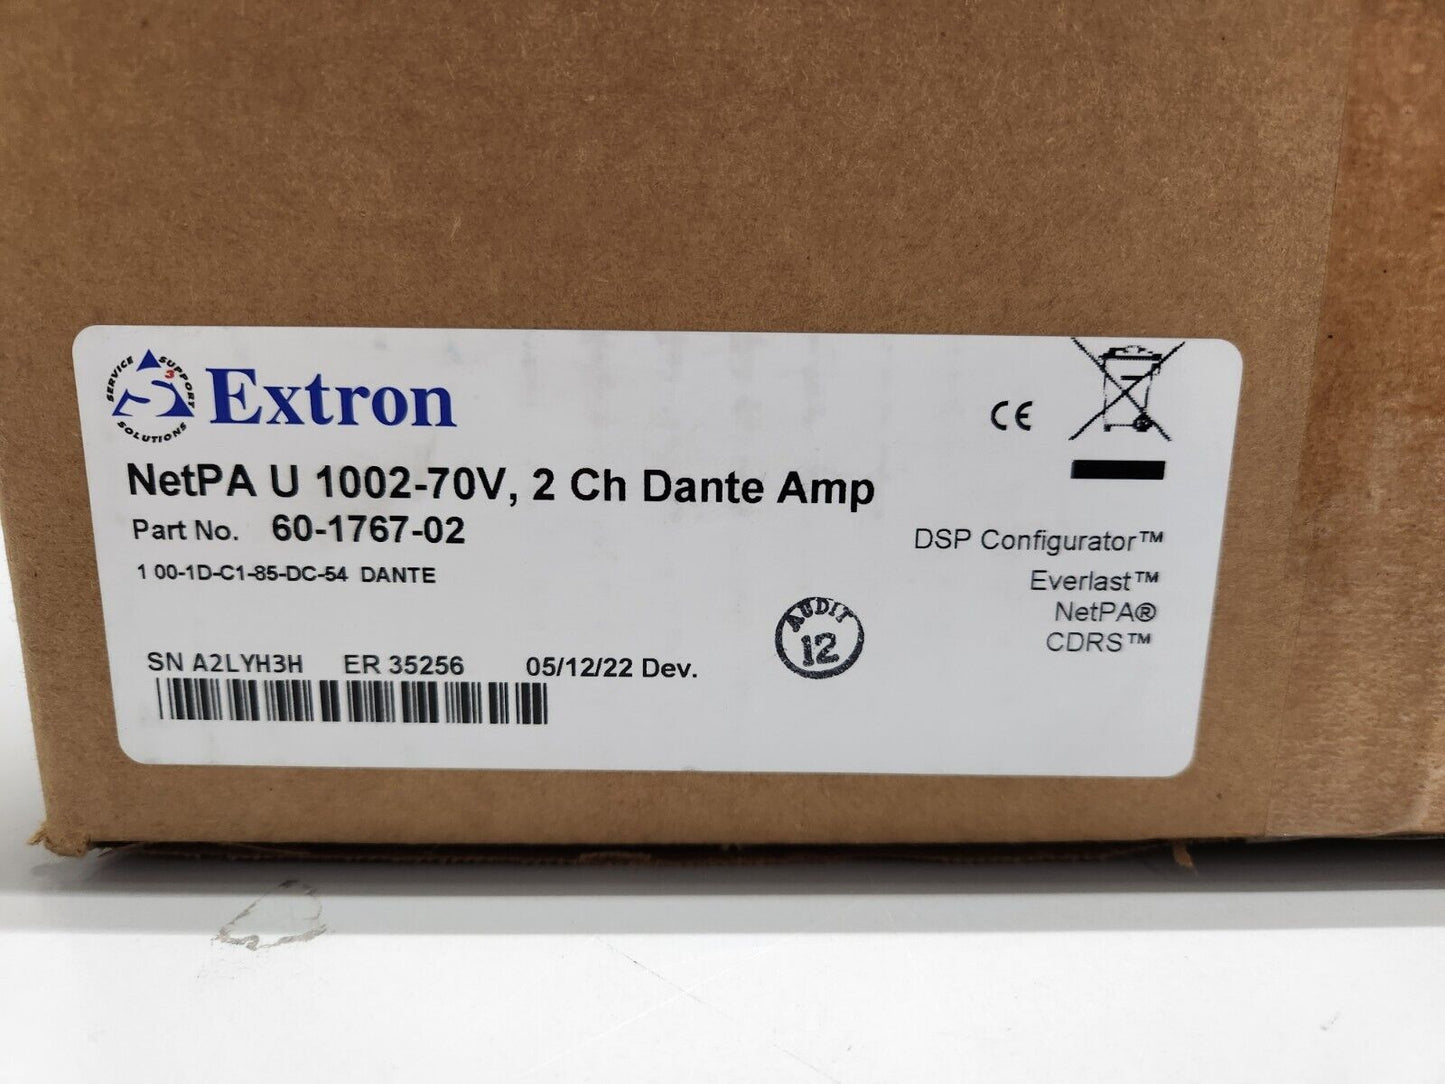 SERVICE SUPPORT SOLUTIONS
S3 Extron
CE
NetPA U 1002-70V, 2 Ch Dante Amp
Part No. 60-1767-02
1 00-1D-C1-85-DC-54 DANTE
DSP Configurator™
Everlast™
NetPA®
CDRS™
AUDIT
12
SN A2LYH3H ER 35256 05/12/22 Dev.